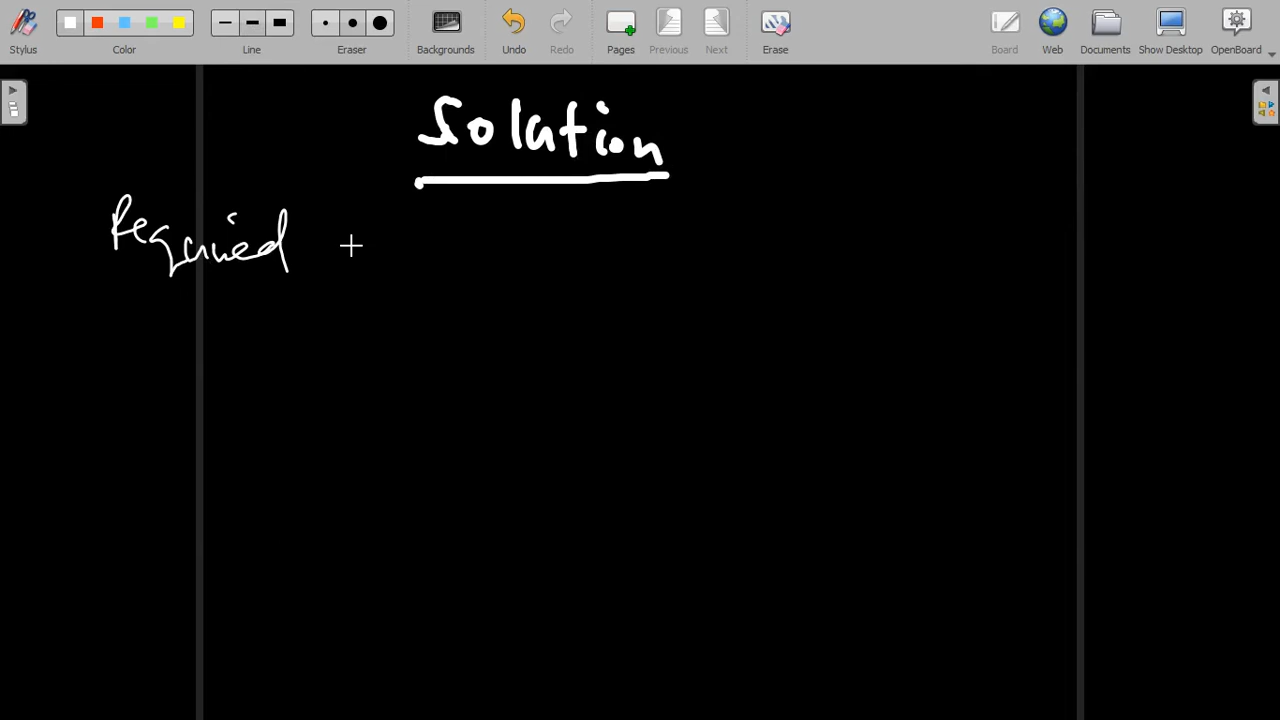 Stylus Color Line Eraser Backgrounds Undo Redo Pages Previous Next Erase Board Web Documents Show Desktop OpenBoard
Solution
Required